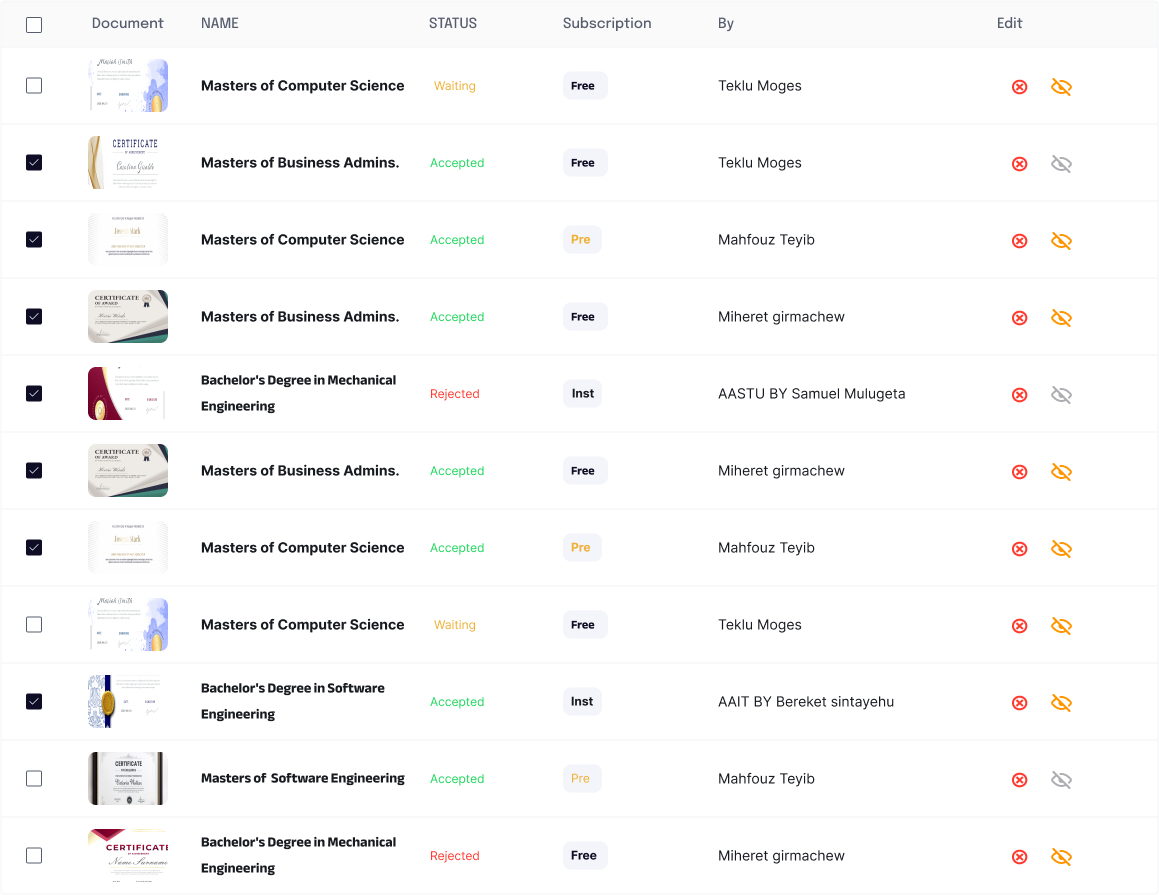 Document NAME STATUS Subscription By Edit
Masiah Smith
Masters of Computer Science Waiting Free Teklu Moges
CERTIFICATE
Masters of Business Admins. Accepted Free Teklu Moges
Masters of Computer Science Accepted Pre Mahfouz Teyib
CERTIFICATE
OF AWARD
Masters of Business Admins. Accepted Free Miheret girmachew
Bachelor's Degree in Mechanical
Engineering
Rejected Inst AASTU BY Samuel Mulugeta
CERTIFICATE
OF AWARD
Masters of Business Admins. Accepted Free Miheret girmachew
Masters of Computer Science Accepted Pre Mahfouz Teyib
Masiah Smith
Masters of Computer Science Waiting Free Teklu Moges
Bachelor's Degree in Software
Engineering
Accepted Inst AAIT BY Bereket sintayehu
CERTIFICATE
Masters of Software Engineering Accepted Pre Mahfouz Teyib
CERTIFICATE
Name Surname
Bachelor's Degree in Mechanical
Engineering
Rejected Free Miheret girmachew